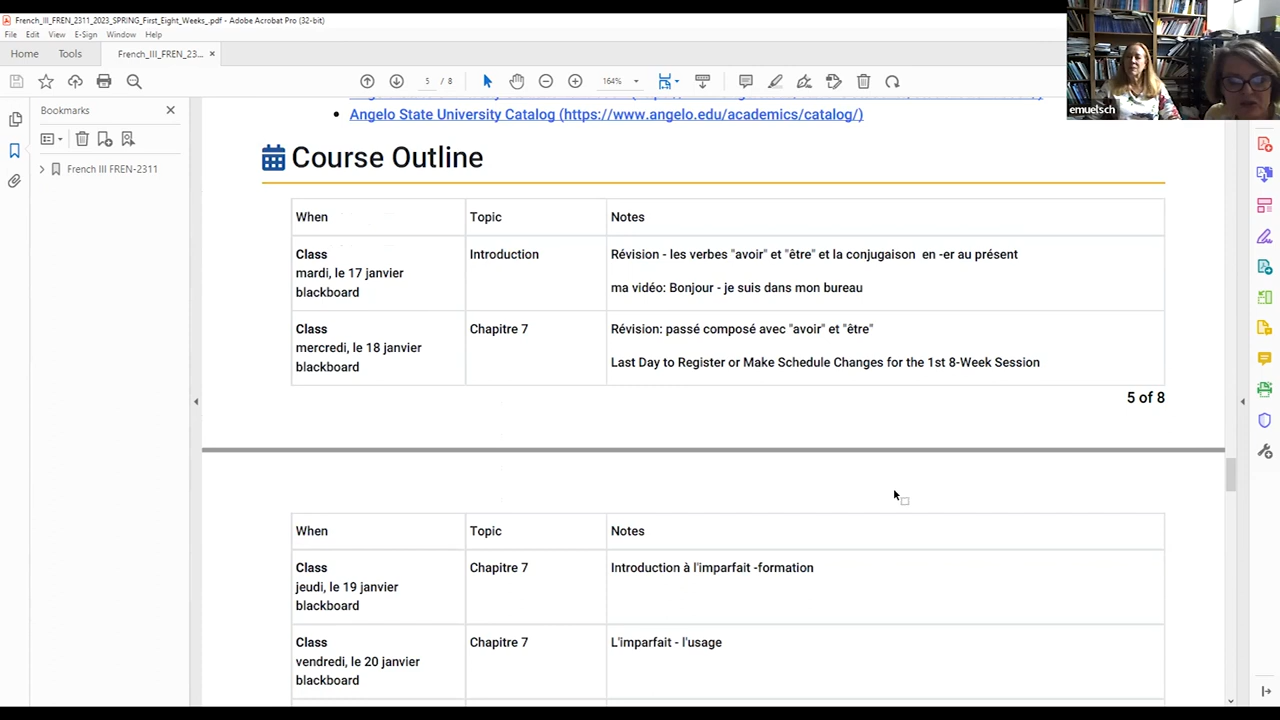 French_III_FREN_2311_2023_SPRING_First_Eight_Weeks_.pdf - Adobe Acrobat Pro (32-bit)
File Edit View E-Sign Window Help
Home Tools French_III_FREN_23... ×
5 / 8 164%
emuelsch
Bookmarks
French III FREN-2311
• Angelo State University Catalog (https://www.angelo.edu/academics/catalog/)
Course Outline
When Topic Notes
Class
mardi, le 17 janvier
blackboard
Introduction
Révision - les verbes "avoir" et "être" et la conjugaison en -er au présent
ma vidéo: Bonjour - je suis dans mon bureau
Class
mercredi, le 18 janvier
blackboard
Chapitre 7
Révision: passé composé avec "avoir" et "être"
Last Day to Register or Make Schedule Changes for the 1st 8-Week Session
5 of 8
When Topic Notes
Class
jeudi, le 19 janvier
blackboard
Chapitre 7
Introduction à l'imparfait -formation
Class
vendredi, le 20 janvier
blackboard
Chapitre 7
L'imparfait - l'usage